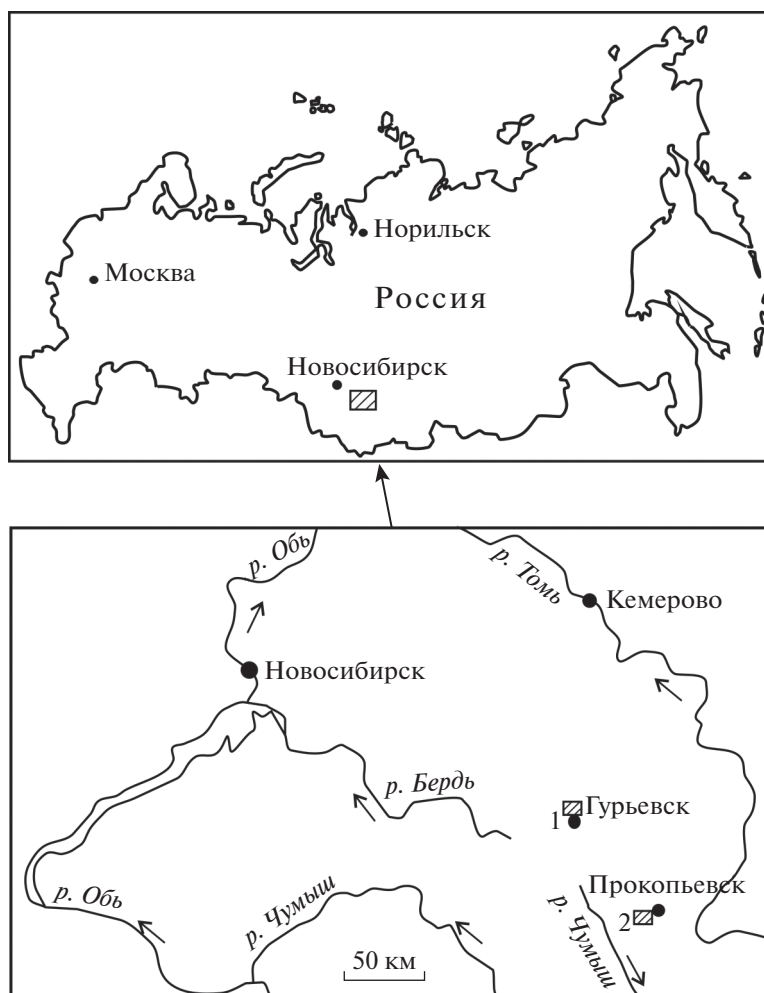 Норильск
Москва
Россия
Новосибирск
р. Обь
р. Томь
Кемерово
Новосибирск
р. Бердь
Гурьевск
1
Прокопьевск
р. Обь
р. Чумыш
2
р. Чумыш
50 км